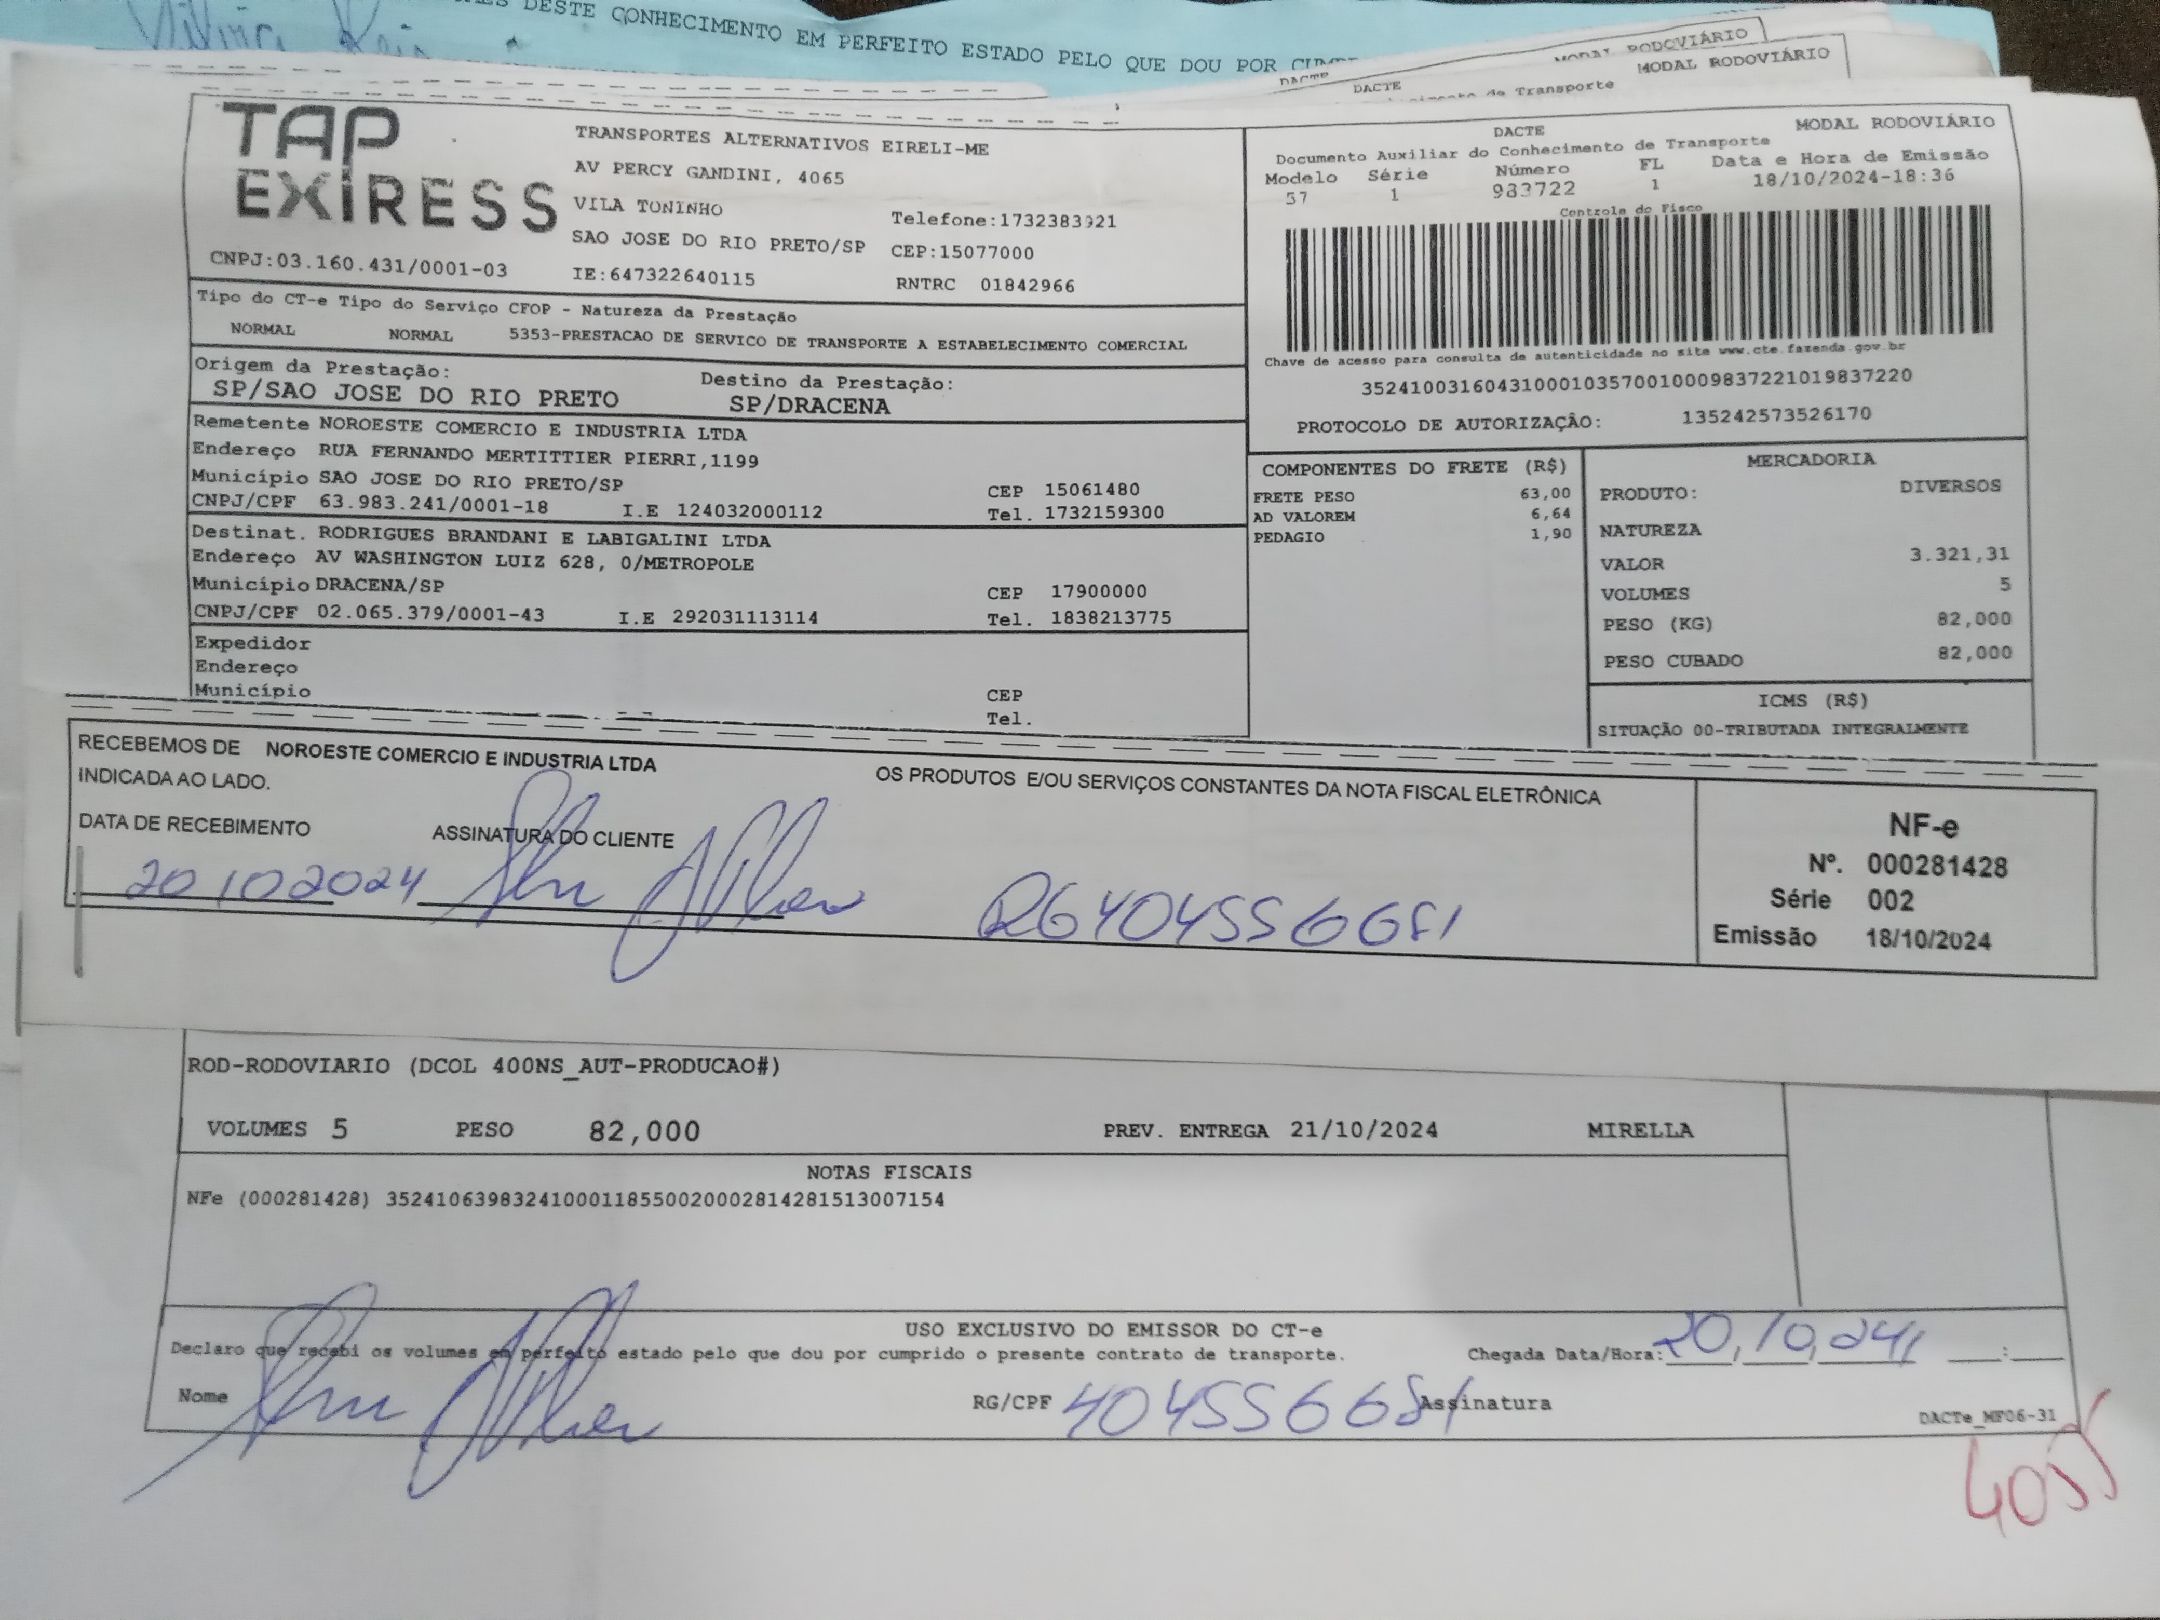 DESTE CONHECIMENTO EM PERFEITO ESTADO PELO QUE DOU POR
MODAL RODOVIÁRIO
DACTE MODAL RODOVIÁRIO
de Transporte
TAP
EXIRESS
CNPJ:03.160.431/0001-03
TRANSPORTES ALTERNATIVOS EIRELI-ME
AV PERCY GANDINI, 4065
VILA TONINHO Telefone:1732383921
SAO JOSE DO RIO PRETO/SP CEP:15077000
IE:647322640115 RNTRC 01842966
DACTE MODAL RODOVIÁRIO
Documento Auxiliar do Conhecimento de Transporte
Modelo Série Número FL Data e Hora de Emissão
57 1 983722 1 18/10/2024-18:36
Controle do Fisco
Chave de acesso para consulta de autenticidade no site www.cte.fazenda.gov.br
35241003160431000103570010009837221019837220
PROTOCOLO DE AUTORIZAÇÃO: 135242573526170
Tipo do CT-e Tipo do Serviço CFOP - Natureza da Prestação
NORMAL NORMAL 5353-PRESTACAO DE SERVICO DE TRANSPORTE A ESTABELECIMENTO COMERCIAL
Origem da Prestação: Destino da Prestação:
SP/SAO JOSE DO RIO PRETO SP/DRACENA
Remetente NOROESTE COMERCIO E INDUSTRIA LTDA
Endereço RUA FERNANDO MERTITTIER PIERRI,1199
Município SAO JOSE DO RIO PRETO/SP CEP 15061480
CNPJ/CPF 63.983.241/0001-18 I.E 124032000112 Tel. 1732159300
Destinat. RODRIGUES BRANDANI E LABIGALINI LTDA
Endereço AV WASHINGTON LUIZ 628, 0/METROPOLE
Município DRACENA/SP CEP 17900000
CNPJ/CPF 02.065.379/0001-43 I.E 292031113114 Tel. 1838213775
Expedidor
Endereço
Município CEP
Tel.
COMPONENTES DO FRETE (R$)
FRETE PESO 63,00
AD VALOREM 6,64
PEDAGIO 1,90
MERCADORIA
PRODUTO: DIVERSOS
NATUREZA
VALOR 3.321,31
VOLUMES 5
PESO (KG) 82,000
PESO CUBADO 82,000
ICMS (R$)
SITUAÇÃO 00-TRIBUTADA INTEGRALMENTE
RECEBEMOS DE NOROESTE COMERCIO E INDUSTRIA LTDA OS PRODUTOS E/OU SERVIÇOS CONSTANTES DA NOTA FISCAL ELETRÔNICA
INDICADA AO LADO.
DATA DE RECEBIMENTO ASSINATURA DO CLIENTE
20 10 2024 RG 404556681
NF-e
Nº. 000281428
Série 002
Emissão 18/10/2024
ROD-RODOVIARIO (DCOL 400NS_AUT-PRODUCAO#)
VOLUMES 5 PESO 82,000 PREV. ENTREGA 21/10/2024 MIRELLA
NOTAS FISCAIS
NFe (000281428) 35241063983241000118550020002814281513007154
USO EXCLUSIVO DO EMISSOR DO CT-e
Declaro que recebi os volumes em perfeito estado pelo que dou por cumprido o presente contrato de transporte. Chegada Data/Hora: 20,10,24
Nome RG/CPF 404556681 Assinatura
DACTe_MF06-31
4055